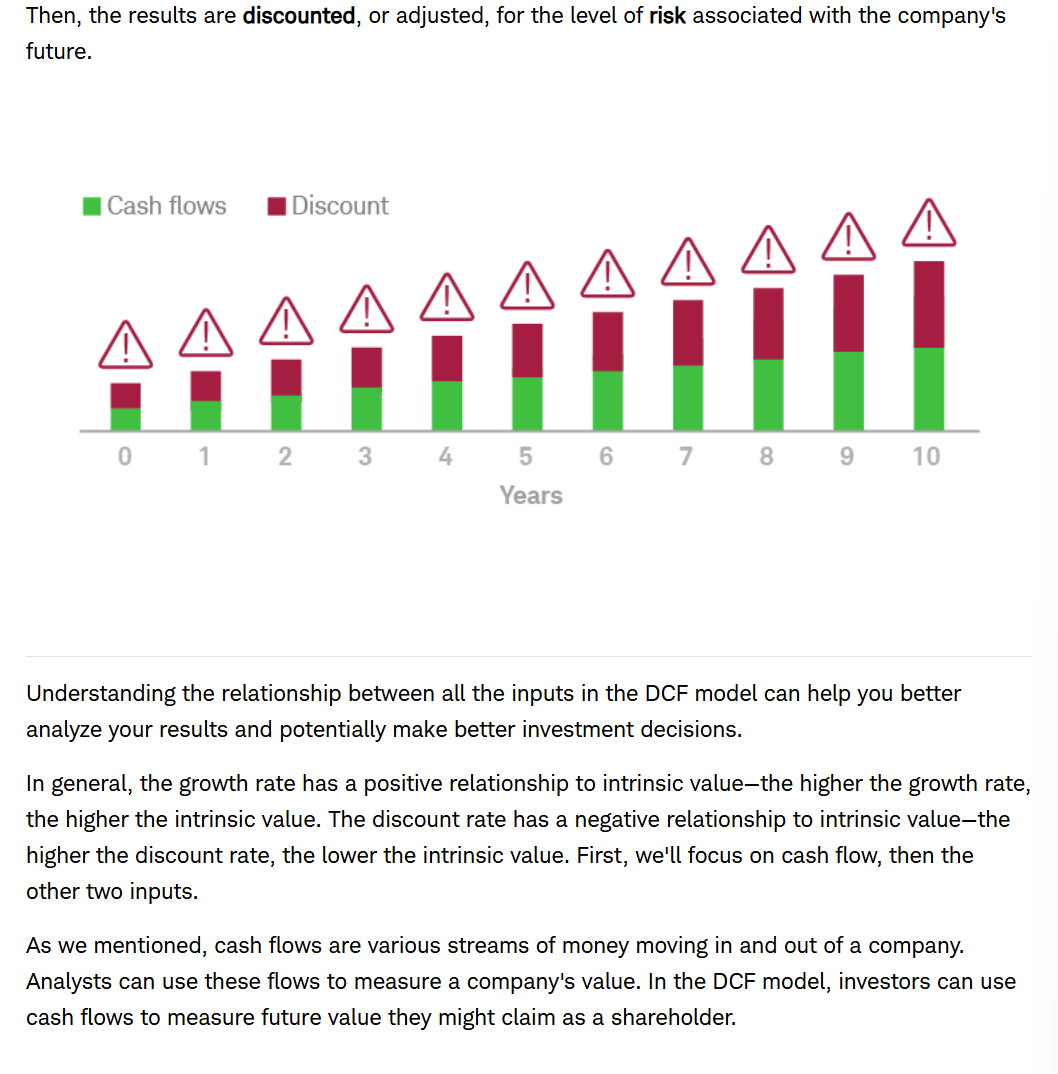 Then, the results are discounted, or adjusted, for the level of risk associated with the company's
future.
Cash flows
Discount
0 1 2 3 4 5 6 7 8 9 10
Years
Understanding the relationship between all the inputs in the DCF model can help you better
analyze your results and potentially make better investment decisions.
In general, the growth rate has a positive relationship to intrinsic value—the higher the growth rate,
the higher the intrinsic value. The discount rate has a negative relationship to intrinsic value—the
higher the discount rate, the lower the intrinsic value. First, we'll focus on cash flow, then the
other two inputs.
As we mentioned, cash flows are various streams of money moving in and out of a company.
Analysts can use these flows to measure a company's value. In the DCF model, investors can use
cash flows to measure future value they might claim as a shareholder.